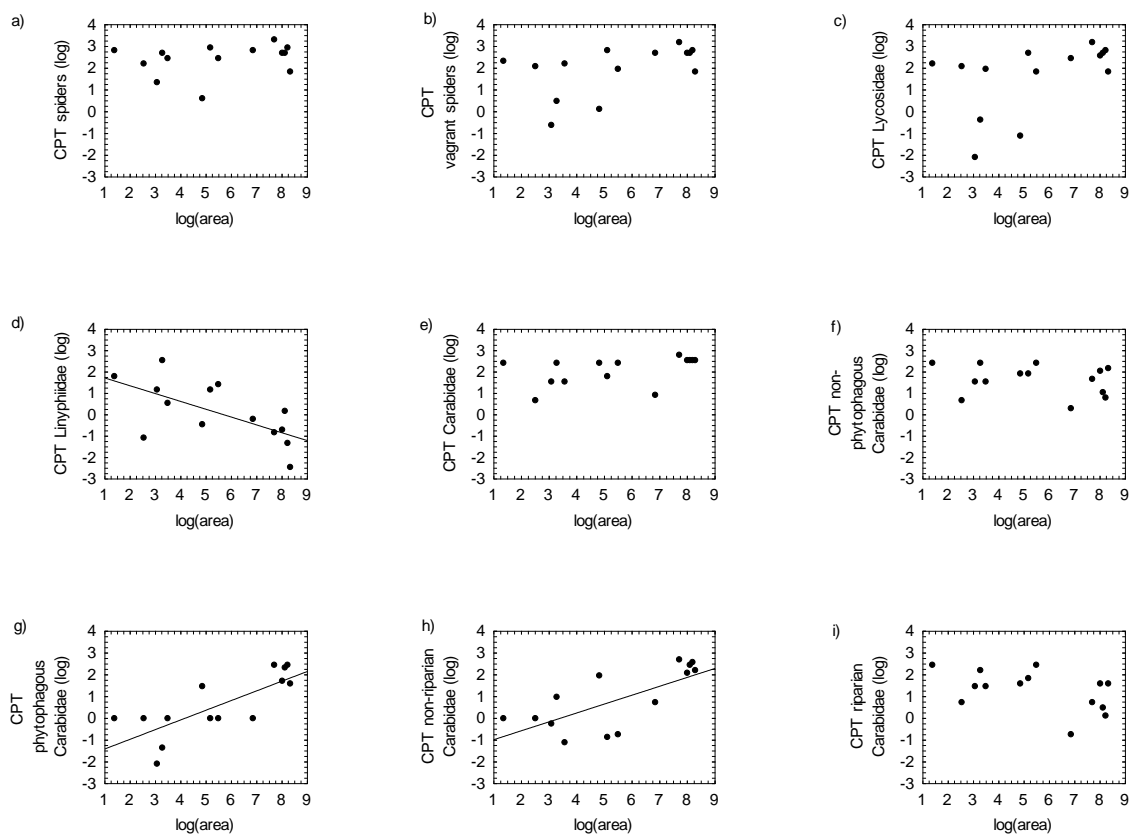 a)
CPT spiders (log)
4
3
2
1
0
-1
-2
-3
1 2 3 4 5 6 7 8 9
log(area)
b)
CPT
vagrant spiders (log)
4
3
2
1
0
-1
-2
-3
1 2 3 4 5 6 7 8 9
log(area)
c)
CPT Lycosidae (log)
4
3
2
1
0
-1
-2
-3
1 2 3 4 5 6 7 8 9
log(area)
d)
CPT Linyphiidae (log)
4
3
2
1
0
-1
-2
-3
1 2 3 4 5 6 7 8 9
log(area)
e)
CPT Carabidae (log)
4
3
2
1
0
-1
-2
-3
1 2 3 4 5 6 7 8 9
log(area)
f)
CPT non-
phytophagous
Carabidae (log)
4
3
2
1
0
-1
-2
-3
1 2 3 4 5 6 7 8 9
log(area)
g)
CPT
phytophagous
Carabidae (log)
4
3
2
1
0
-1
-2
-3
1 2 3 4 5 6 7 8 9
log(area)
h)
CPT non-riparian
Carabidae (log)
4
3
2
1
0
-1
-2
-3
1 2 3 4 5 6 7 8 9
log(area)
i)
CPT riparian
Carabidae (log)
4
3
2
1
0
-1
-2
-3
1 2 3 4 5 6 7 8 9
log(area)